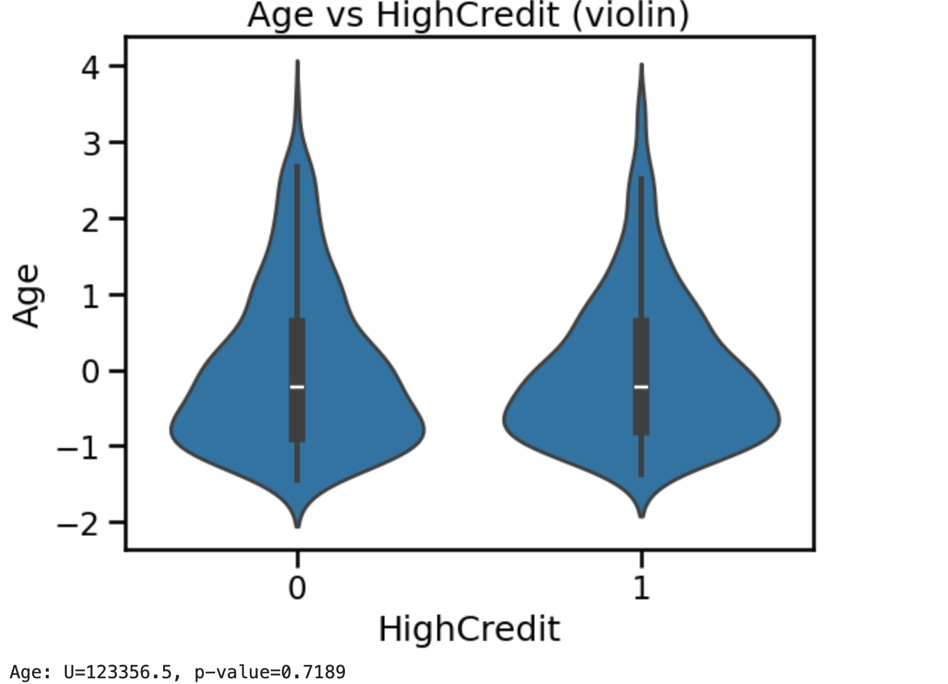 Age vs HighCredit (violin)
4
3
2
1
0
−1
−2
Age
0 1
HighCredit
Age: U=123356.5, p-value=0.7189